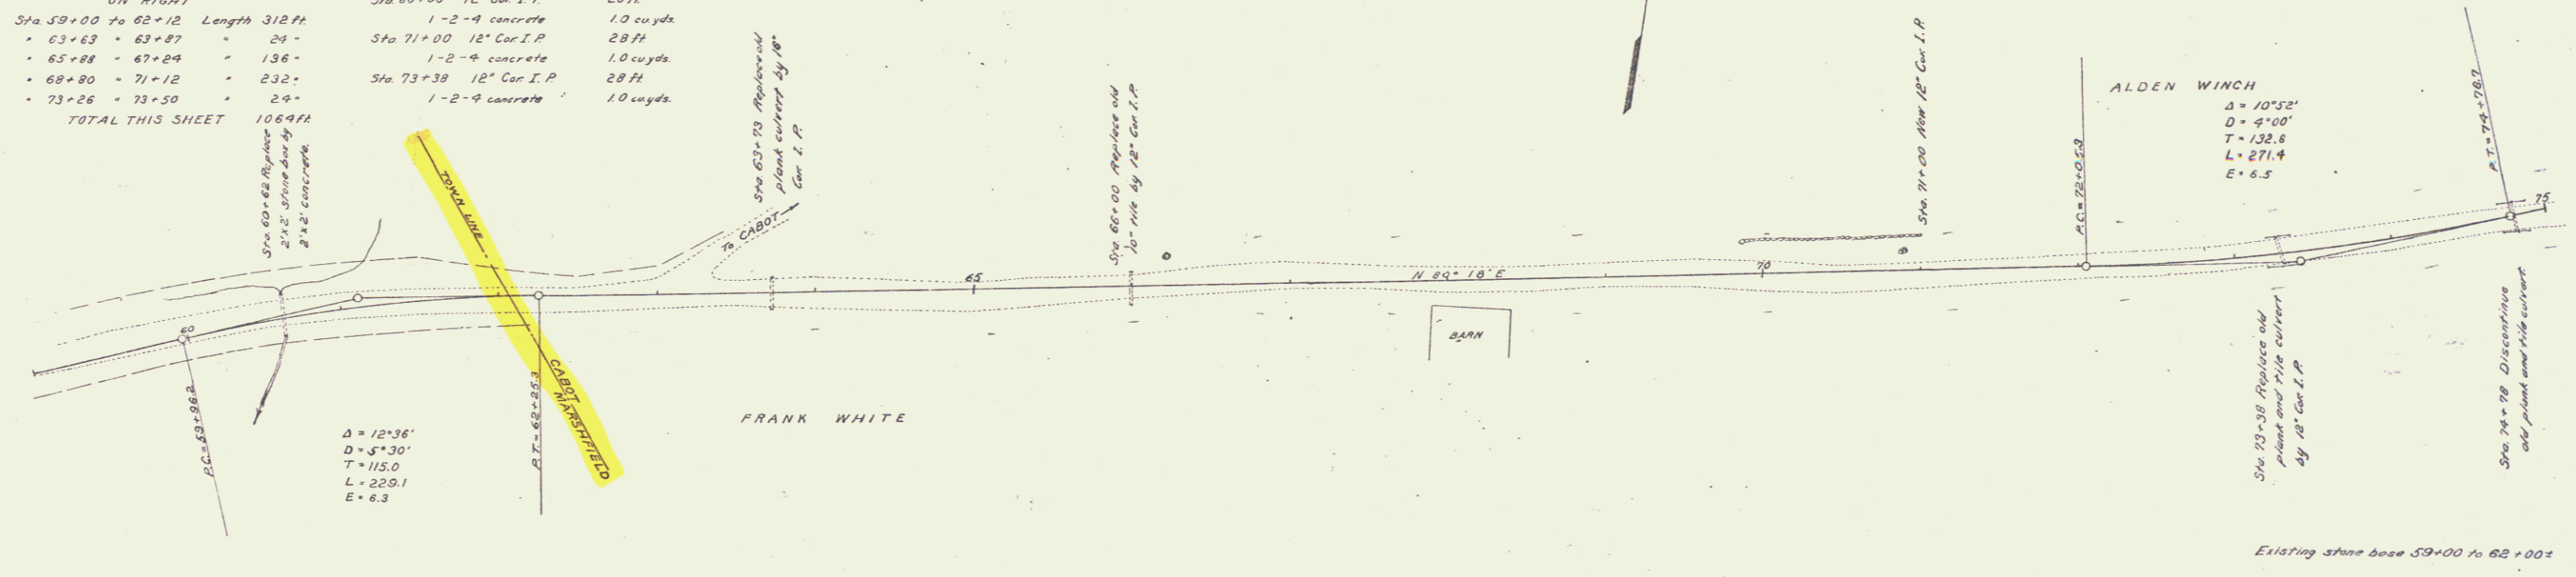 ON RIGHT
Sta. 59+00 to 62+12 Length 312 ft.
" 63+63 " 63+87 " 24 "
" 65+88 " 67+24 " 136 "
" 68+80 " 71+12 " 232 "
" 73+26 " 73+50 " 24 "
TOTAL THIS SHEET 1064 ft.
1-2-4 concrete 1.0 cu.yds.
Sta. 71+00 12" Cor. I. P. 28 ft.
1-2-4 concrete 1.0 cu.yds.
Sta. 73+38 12" Cor. I. P. 28 ft.
1-2-4 concrete 1.0 cu.yds.
Sta. 60+62 Replace
2'x2' stone box by
2'x2' concrete.
TOWN LINE
CABOT
MARSHFIELD
Sta. 63+73 Replace old
plank culvert by 18"
Cor. I. P.
To CABOT
Sta. 66+00 Replace old
10" tile by 12" Cor. I. P.
Sta. 71+00 New 12" Cor. I. P.
P.C. = 72+05.3
ALDEN WINCH
Δ = 10°52'
D = 4°00'
T = 132.6
L = 271.4
E = 6.5
P.T. = 74+76.7
60
65
N 89° 18' E
70
75
BARN
FRANK WHITE
P.C. = 59+96.2
Δ = 12°36'
D = 5°30'
T = 115.0
L = 229.1
E = 6.3
P.T. = 62+25.3
Sta. 73+38 Replace old
plank and tile culvert
by 12" Cor. I. P.
Sta. 74+78 Discontinue
old plank and tile culvert.
Existing stone base 59+00 to 62+00±